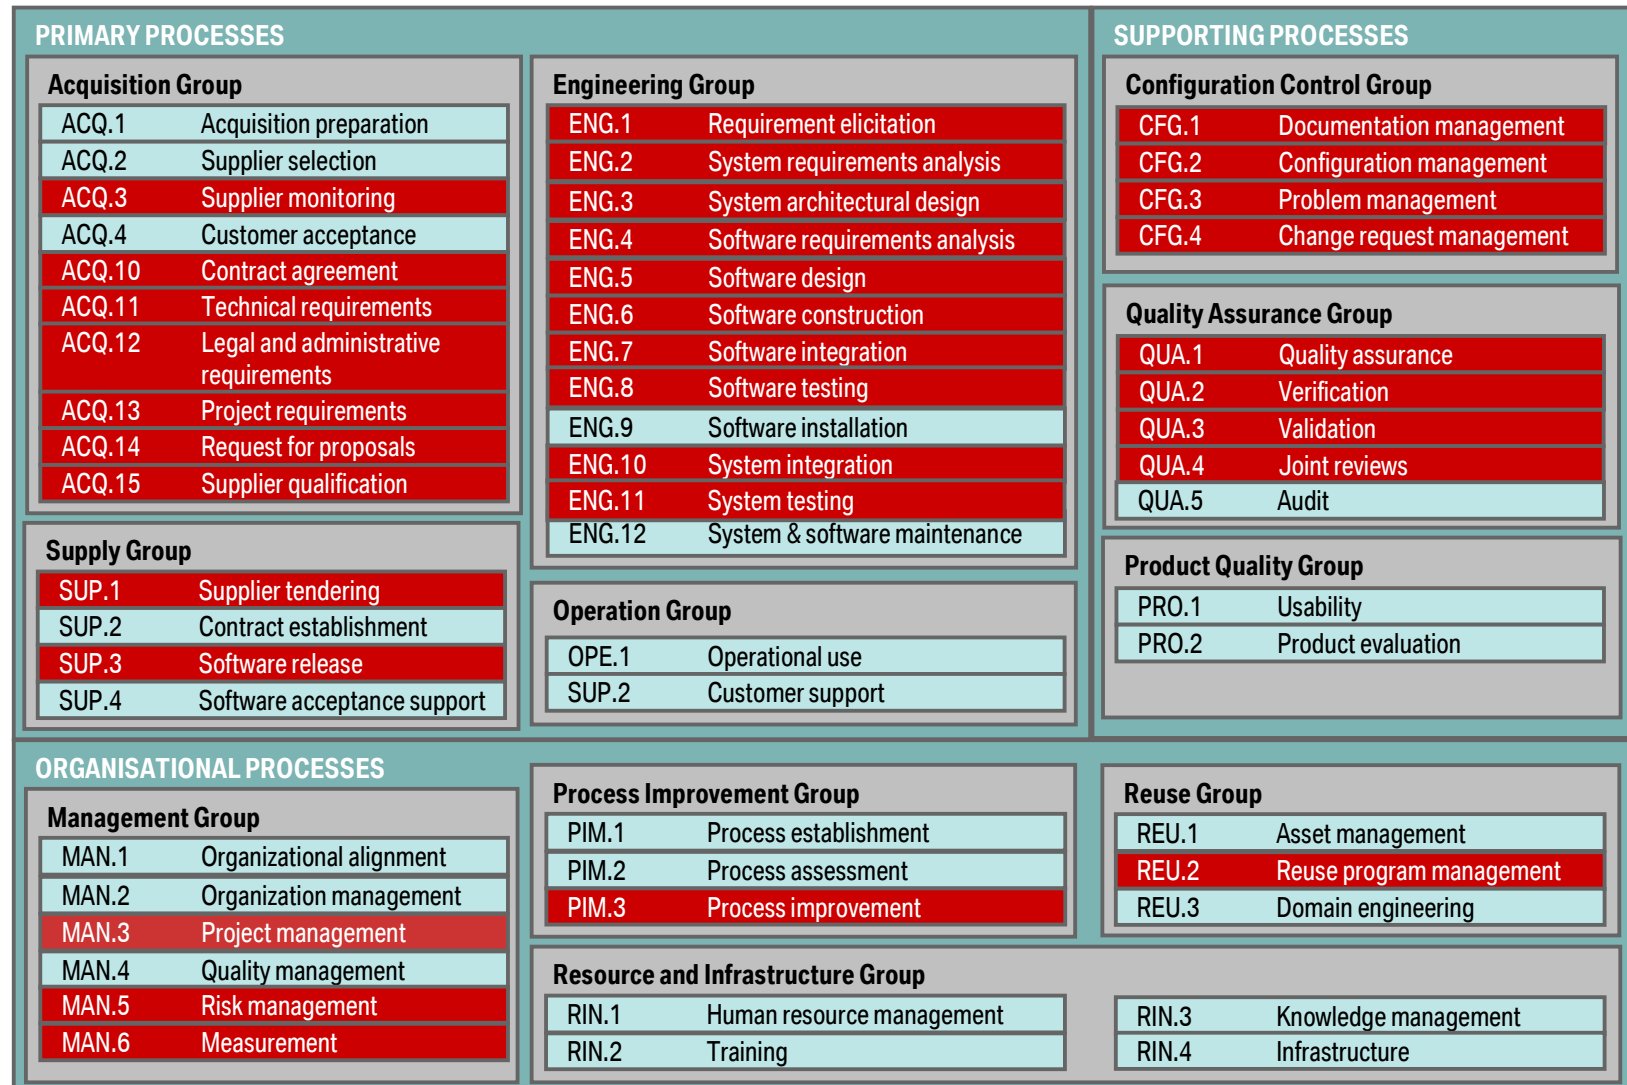 PRIMARY PROCESSES
Acquisition Group
ACQ.1 Acquisition preparation
ACQ.2 Supplier selection
ACQ.3 Supplier monitoring
ACQ.4 Customer acceptance
ACQ.10 Contract agreement
ACQ.11 Technical requirements
ACQ.12 Legal and administrative
requirements
ACQ.13 Project requirements
ACQ.14 Request for proposals
ACQ.15 Supplier qualification
Supply Group
SUP.1 Supplier tendering
SUP.2 Contract establishment
SUP.3 Software release
SUP.4 Software acceptance support
Engineering Group
ENG.1 Requirement elicitation
ENG.2 System requirements analysis
ENG.3 System architectural design
ENG.4 Software requirements analysis
ENG.5 Software design
ENG.6 Software construction
ENG.7 Software integration
ENG.8 Software testing
ENG.9 Software installation
ENG.10 System integration
ENG.11 System testing
ENG.12 System & software maintenance
Operation Group
OPE.1 Operational use
SUP.2 Customer support
SUPPORTING PROCESSES
Configuration Control Group
CFG.1 Documentation management
CFG.2 Configuration management
CFG.3 Problem management
CFG.4 Change request management
Quality Assurance Group
QUA.1 Quality assurance
QUA.2 Verification
QUA.3 Validation
QUA.4 Joint reviews
QUA.5 Audit
Product Quality Group
PRO.1 Usability
PRO.2 Product evaluation
ORGANISATIONAL PROCESSES
Management Group
MAN.1 Organizational alignment
MAN.2 Organization management
MAN.3 Project management
MAN.4 Quality management
MAN.5 Risk management
MAN.6 Measurement
Process Improvement Group
PIM.1 Process establishment
PIM.2 Process assessment
PIM.3 Process improvement
Reuse Group
REU.1 Asset management
REU.2 Reuse program management
REU.3 Domain engineering
Resource and Infrastructure Group
RIN.1 Human resource management
RIN.2 Training
RIN.3 Knowledge management
RIN.4 Infrastructure